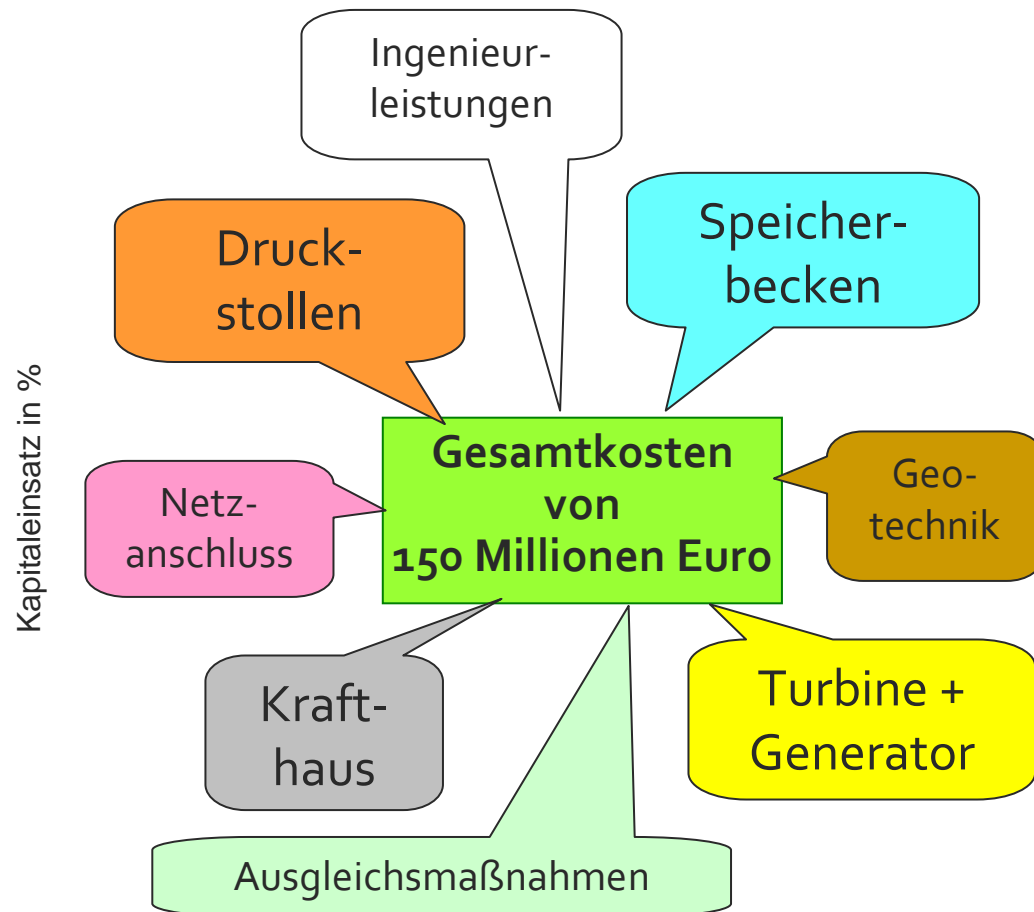 Ingenieur-
leistungen
Druck-
stollen
Speicher-
becken
Kapitaleinsatz in %
Gesamtkosten
von
150 Millionen Euro
Netz-
anschluss
Geo-
technik
Kraft-
haus
Turbine +
Generator
Ausgleichsmaßnahmen